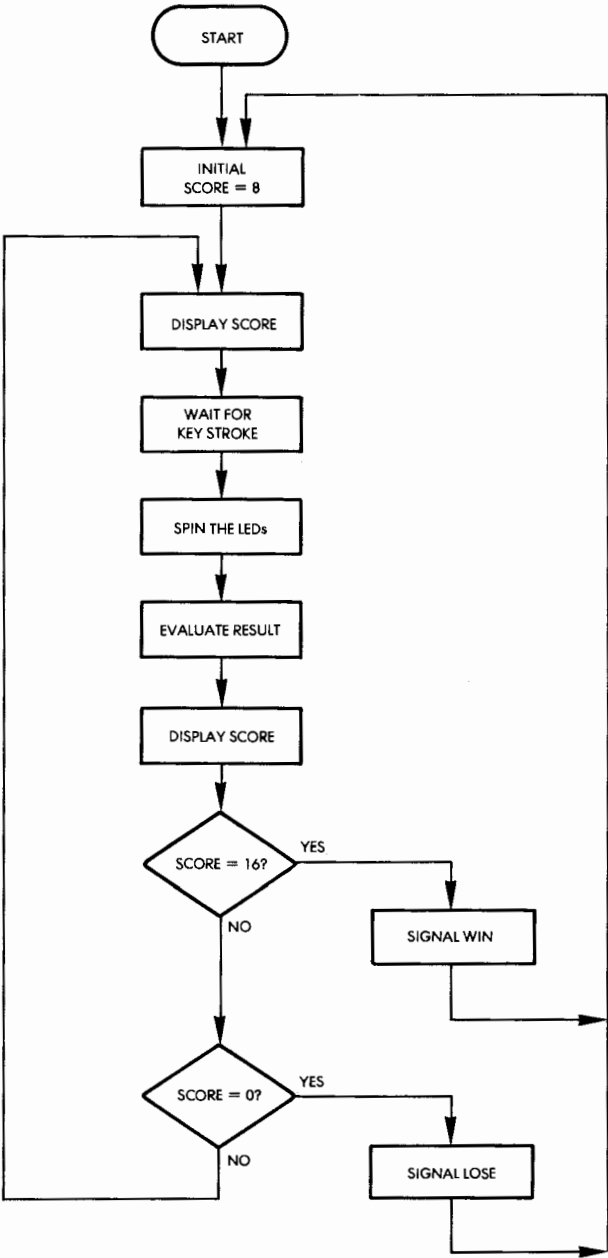 START
INITIAL
SCORE = 8
DISPLAY SCORE
WAIT FOR
KEY STROKE
SPIN THE LEDs
EVALUATE RESULT
DISPLAY SCORE
SCORE = 16?
YES
NO
SIGNAL WIN
SCORE = 0?
YES
NO
SIGNAL LOSE